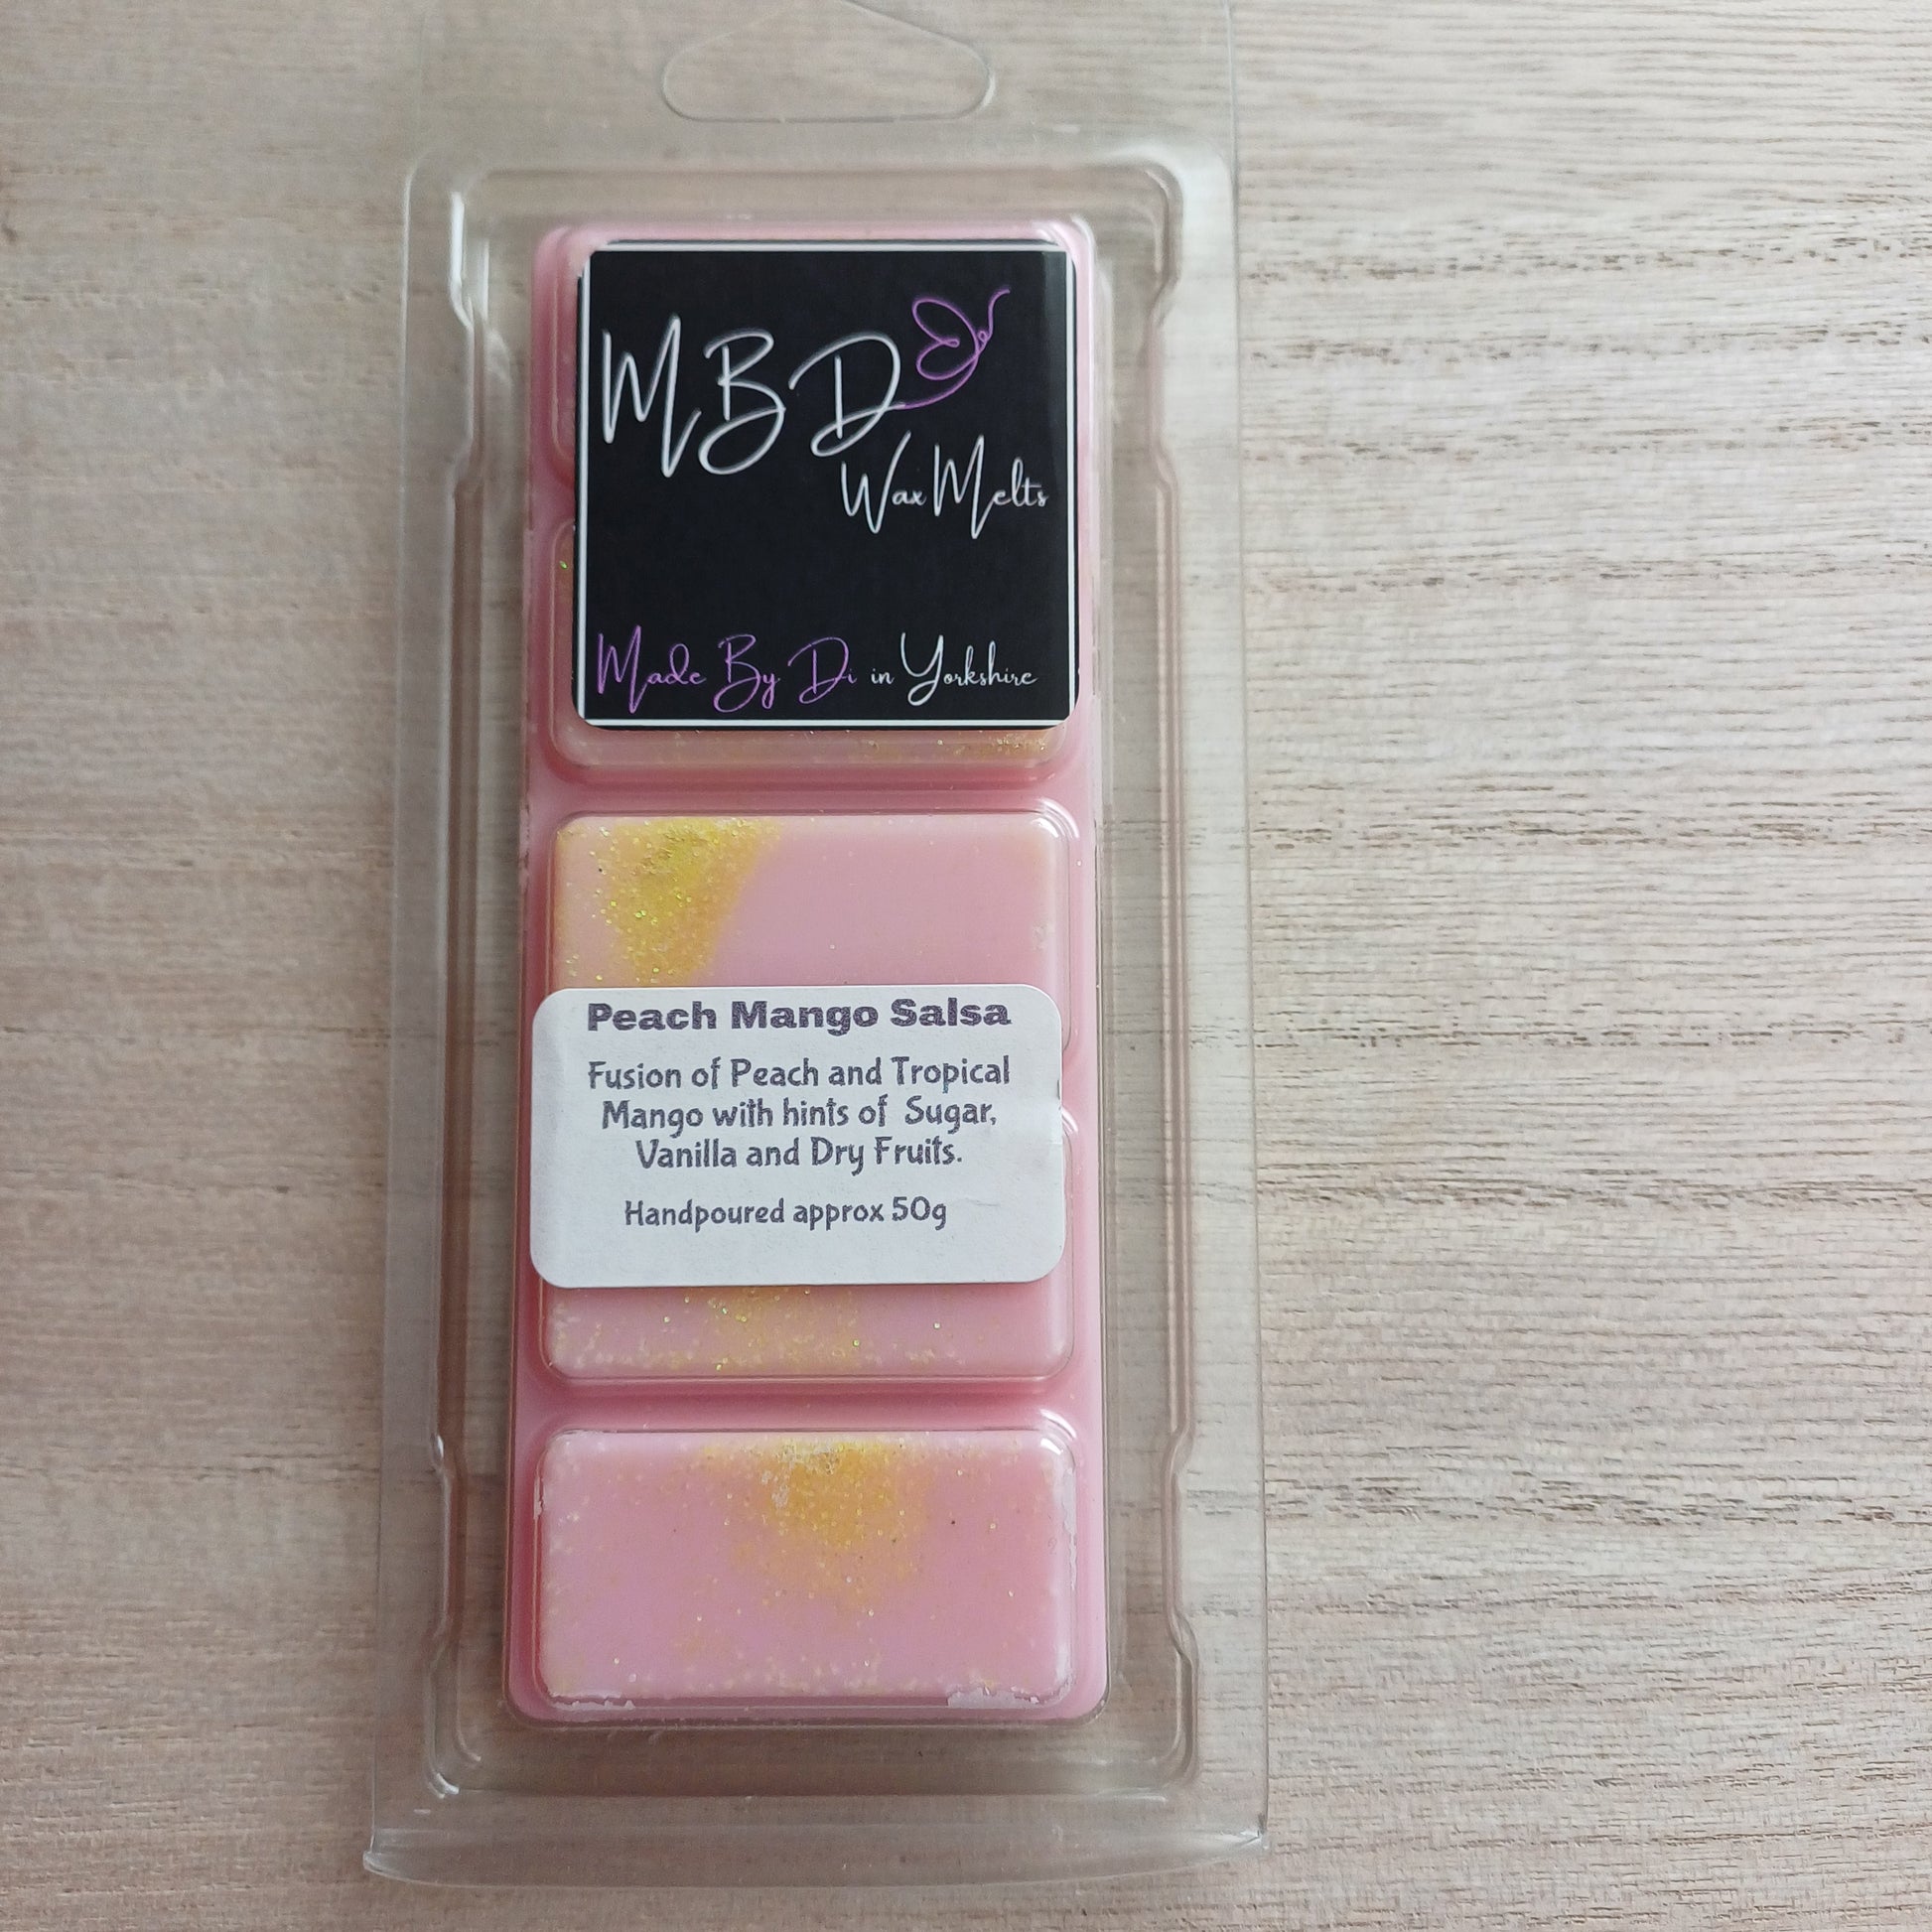 MBD
Wax Melts
Made By Di in Yorkshire
Peach Mango Salsa
Fusion of Peach and Tropical
Mango with hints of Sugar,
Vanilla and Dry Fruits.
Handpoured approx 50g